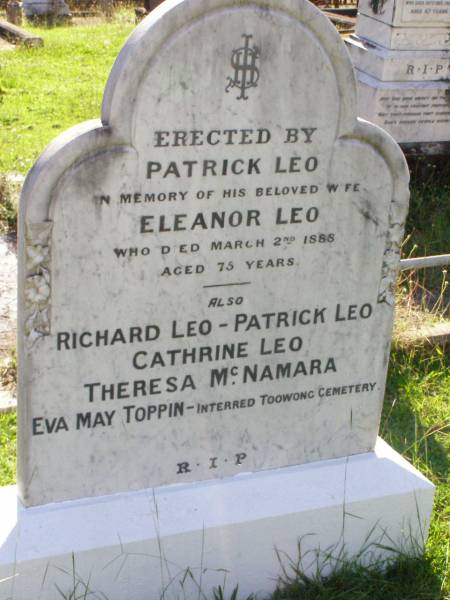 IHS
ERECTED BY
PATRICK LEO
IN MEMORY OF HIS BELOVED WIFE
ELEANOR LEO
WHO DIED MARCH 2ND 1888
AGED 75 YEARS.
ALSO
RICHARD LEO - PATRICK LEO
CATHRINE LEO
THERESA McNAMARA
EVA MAY TOPPIN - INTERRED TOOWONG CEMETERY.
R · I · P
R · I · P